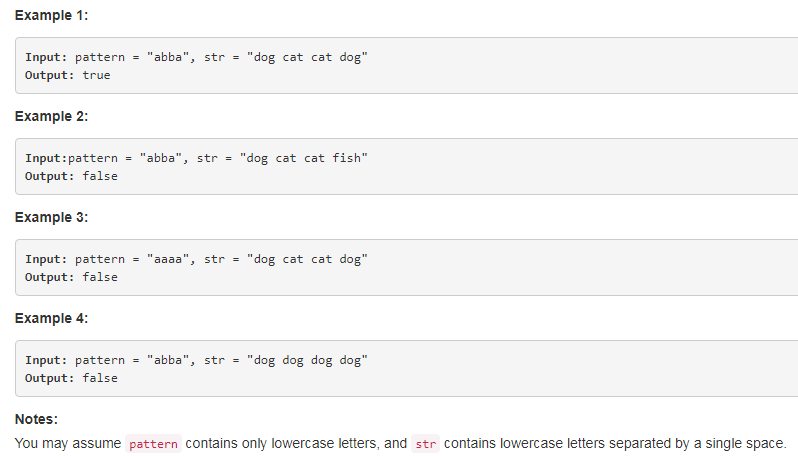 Example 1:
Input: pattern = "abba", str = "dog cat cat dog"
Output: true
Example 2:
Input:pattern = "abba", str = "dog cat cat fish"
Output: false
Example 3:
Input: pattern = "aaaa", str = "dog cat cat dog"
Output: false
Example 4:
Input: pattern = "abba", str = "dog dog dog dog"
Output: false
Notes:
You may assume pattern contains only lowercase letters, and str contains lowercase letters separated by a single space.